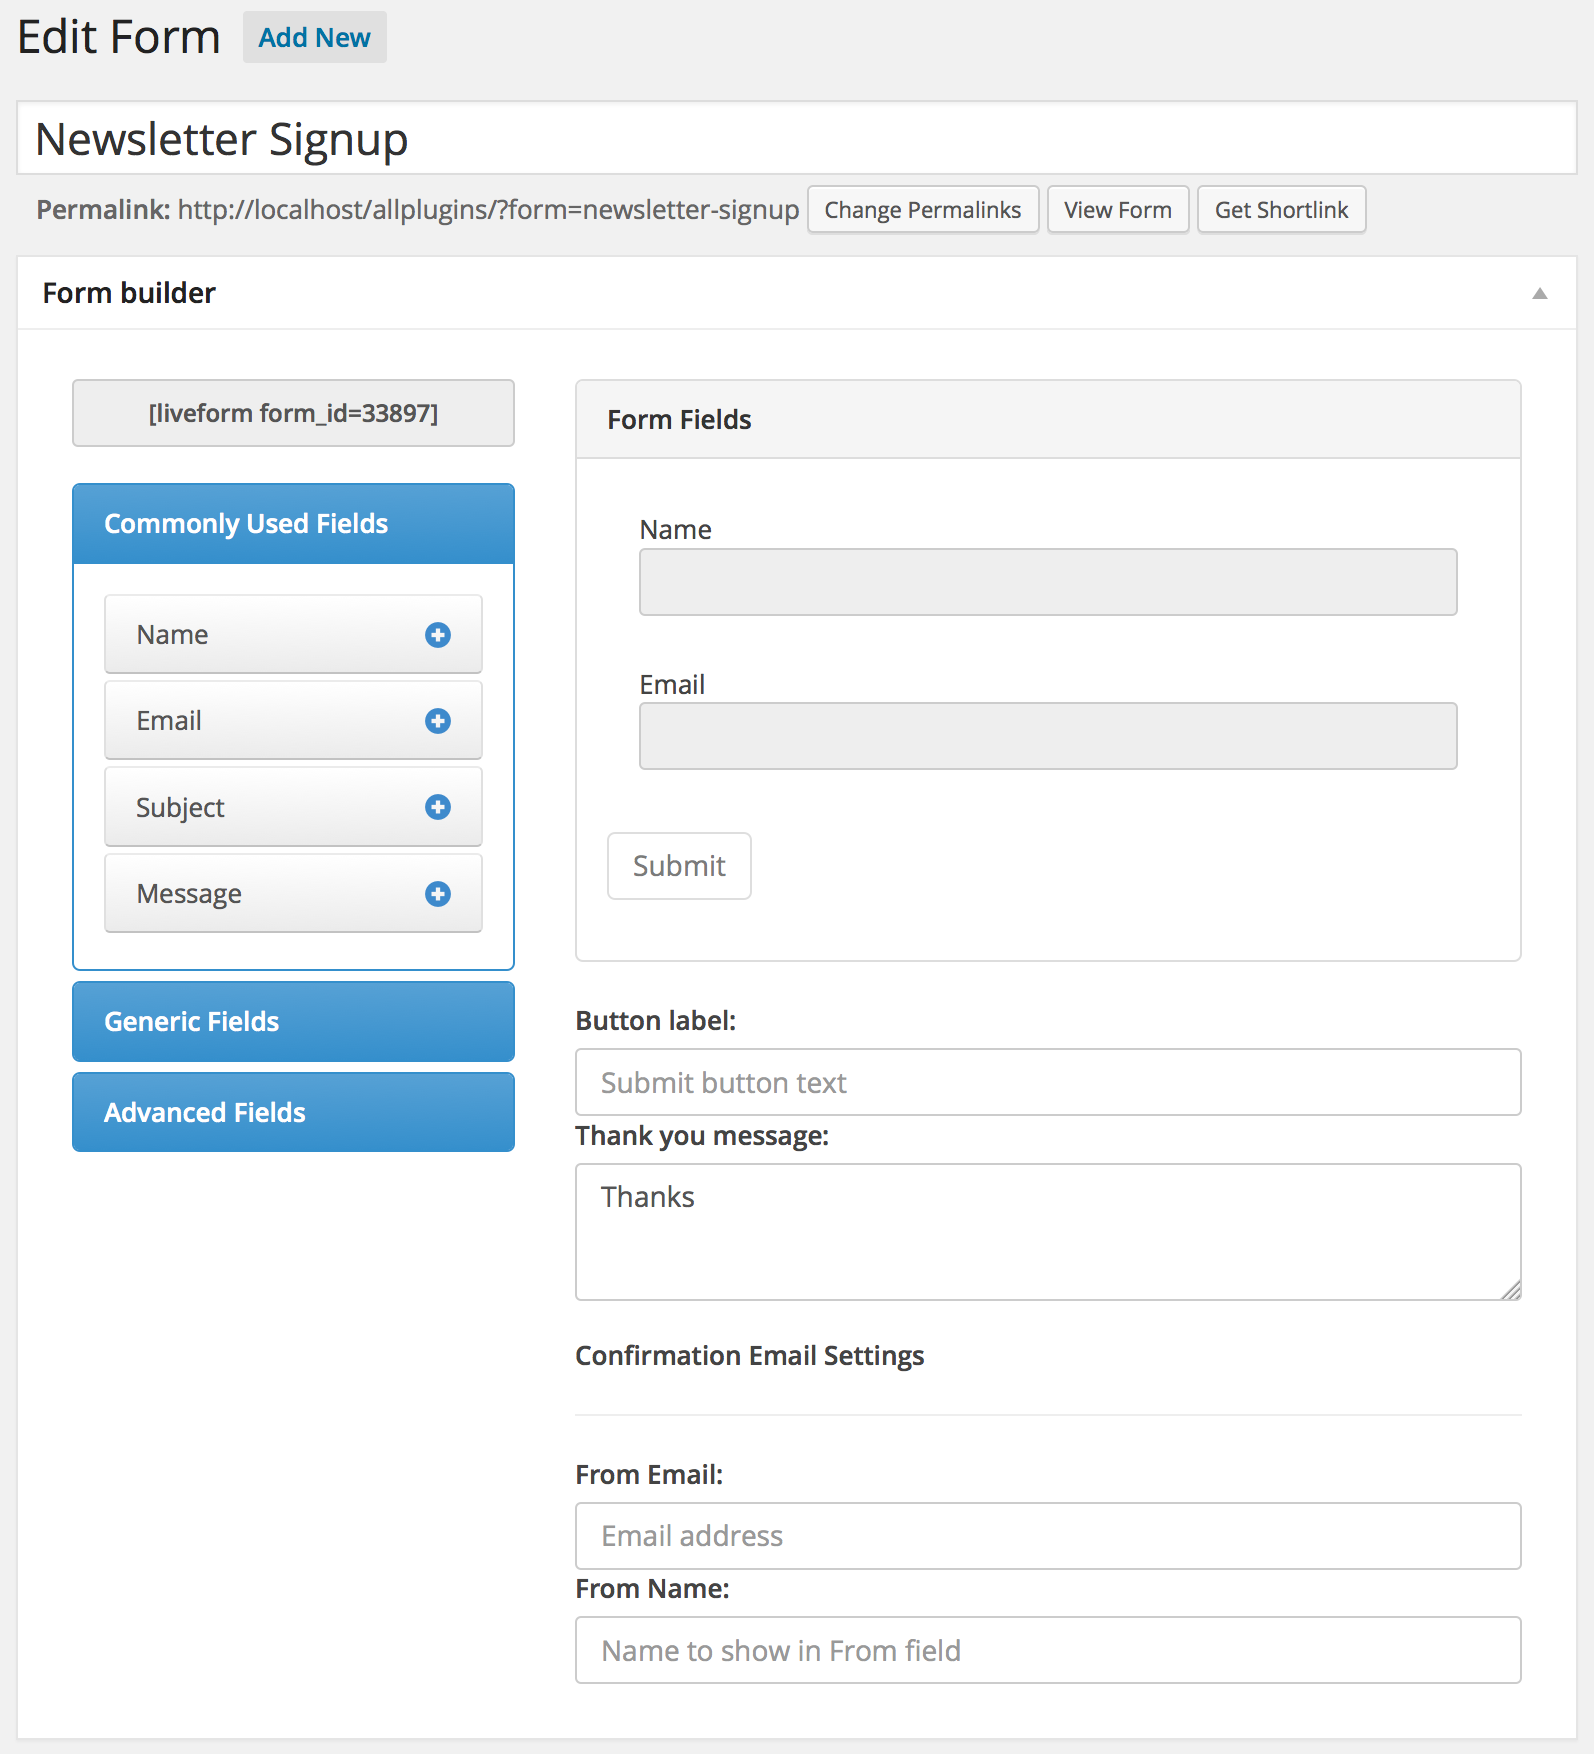 Edit Form Add New
Newsletter Signup
Permalink: http://localhost/allplugins/?form=newsletter-signup Change Permalinks View Form Get Shortlink
Form builder
[liveform form_id=33897]
Commonly Used Fields
Name
Email
Subject
Message
Generic Fields
Advanced Fields
Form Fields
Name
Email
Submit
Button label:
Submit button text
Thank you message:
Thanks
Confirmation Email Settings
From Email:
Email address
From Name:
Name to show in From field